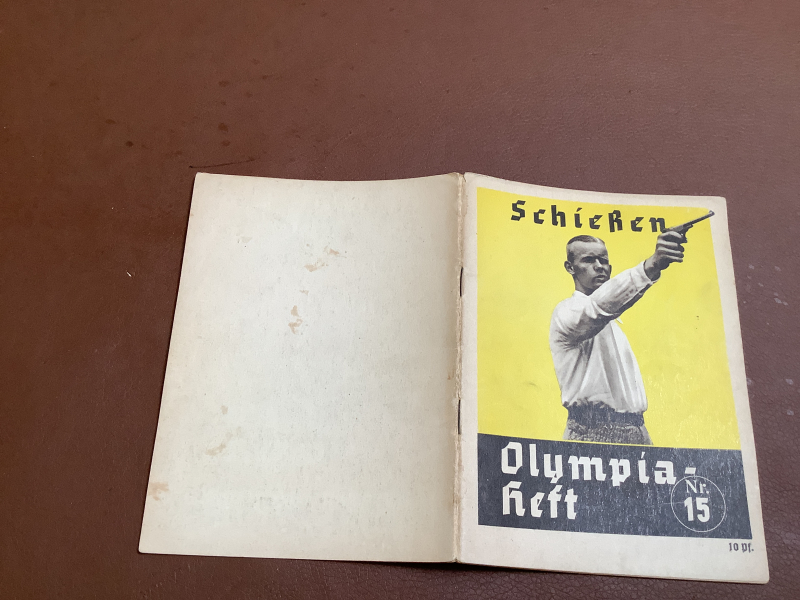 Schießen
Olympia-
Heft
Nr.
15
10 Pf.